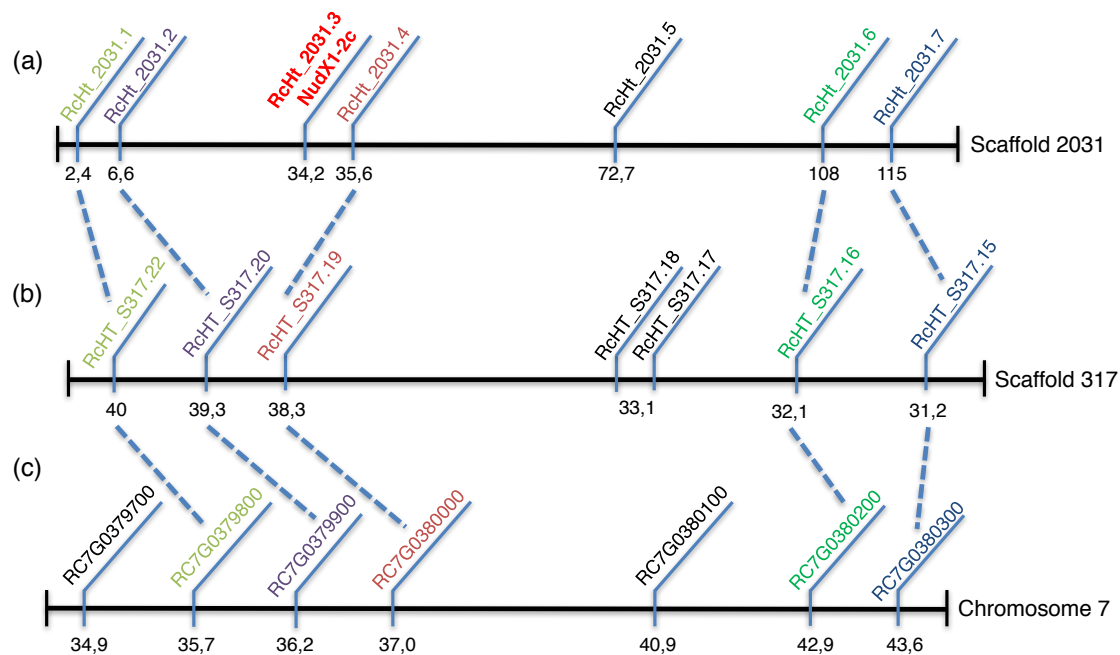 (a)
RcHt_2031.1
RcHt_2031.2
RcHt_2031.3
NudX1-2c
RcHt_2031.4
RcHt_2031.5
RcHt_2031.6
RcHt_2031.7
Scaffold 2031
2,4
6,6
34,2
35,6
72,7
108
115
(b)
RcHT_S317.22
RcHT_S317.20
RcHT_S317.19
RcHT_S317.18
RcHT_S317.17
RcHT_S317.16
RcHT_S317.15
Scaffold 317
40
39,3
38,3
33,1
32,1
31,2
(c)
RC7G0379700
RC7G0379800
RC7G0379900
RC7G0380000
RC7G0380100
RC7G0380200
RC7G0380300
Chromosome 7
34,9
35,7
36,2
37,0
40,9
42,9
43,6